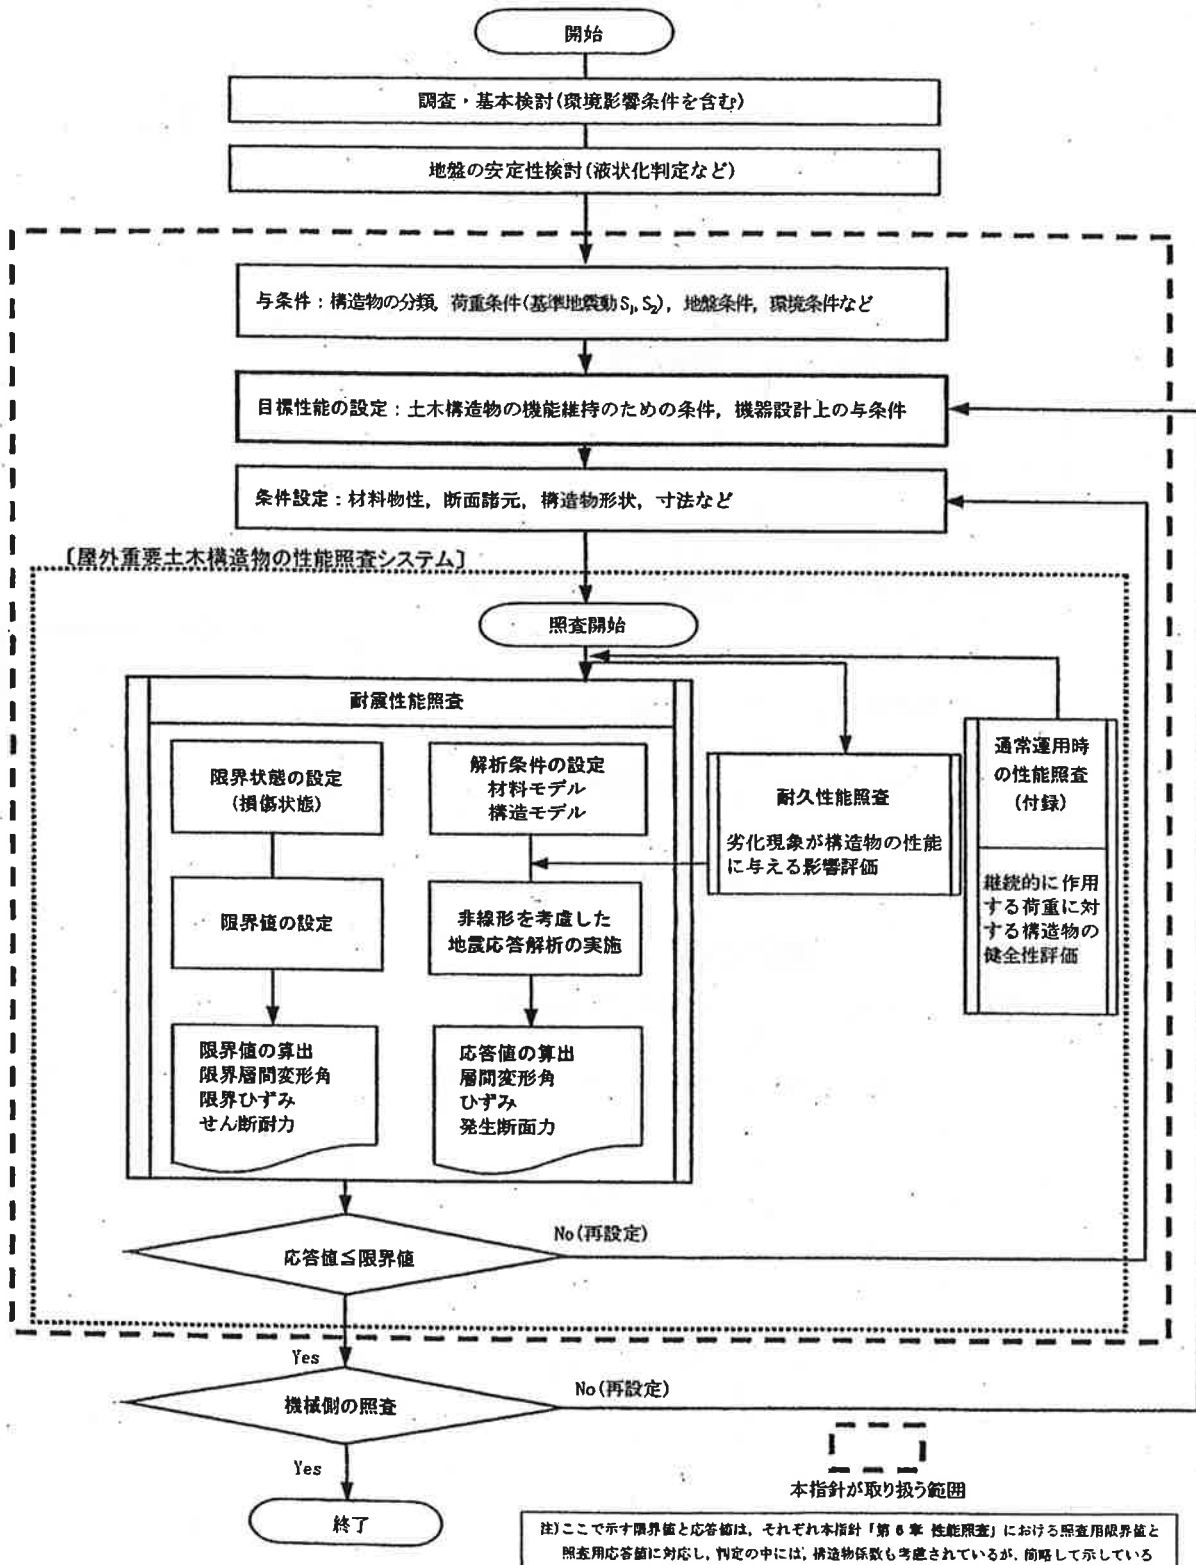 開始
調査・基本検討(環境影響条件を含む)
地盤の安定性検討(液状化判定など)
与条件：構造物の分類，荷重条件(基準地震動S₁,S₂)，地盤条件，環境条件など
目標性能の設定：土木構造物の機能維持のための条件，機器設計上の与条件
条件設定：材料物性，断面諸元，構造物形状，寸法など
〔屋外重要土木構造物の性能照査システム〕
照査開始
耐震性能照査
限界状態の設定
(損傷状態)
限界値の設定
限界値の算出
限界層間変形角
限界ひずみ
せん断耐力
解析条件の設定
材料モデル
構造モデル
非線形を考慮した
地震応答解析の実施
応答値の算出
層間変形角
ひずみ
発生断面力
耐久性能照査
劣化現象が構造物の性能
に与える影響評価
通常運用時
の性能照査
(付録)
継続的に作用
する荷重に対
する構造物の
健全性評価
応答値≦限界値
No(再設定)
Yes
機械側の照査
No(再設定)
Yes
終了
本指針が取り扱う範囲
注)ここで示す限界値と応答値は，それぞれ本指針「第6章 性能照査」における照査用限界値と
照査用応答値に対応し，判定の中には，構造物係数も考慮されているが，簡略して示している